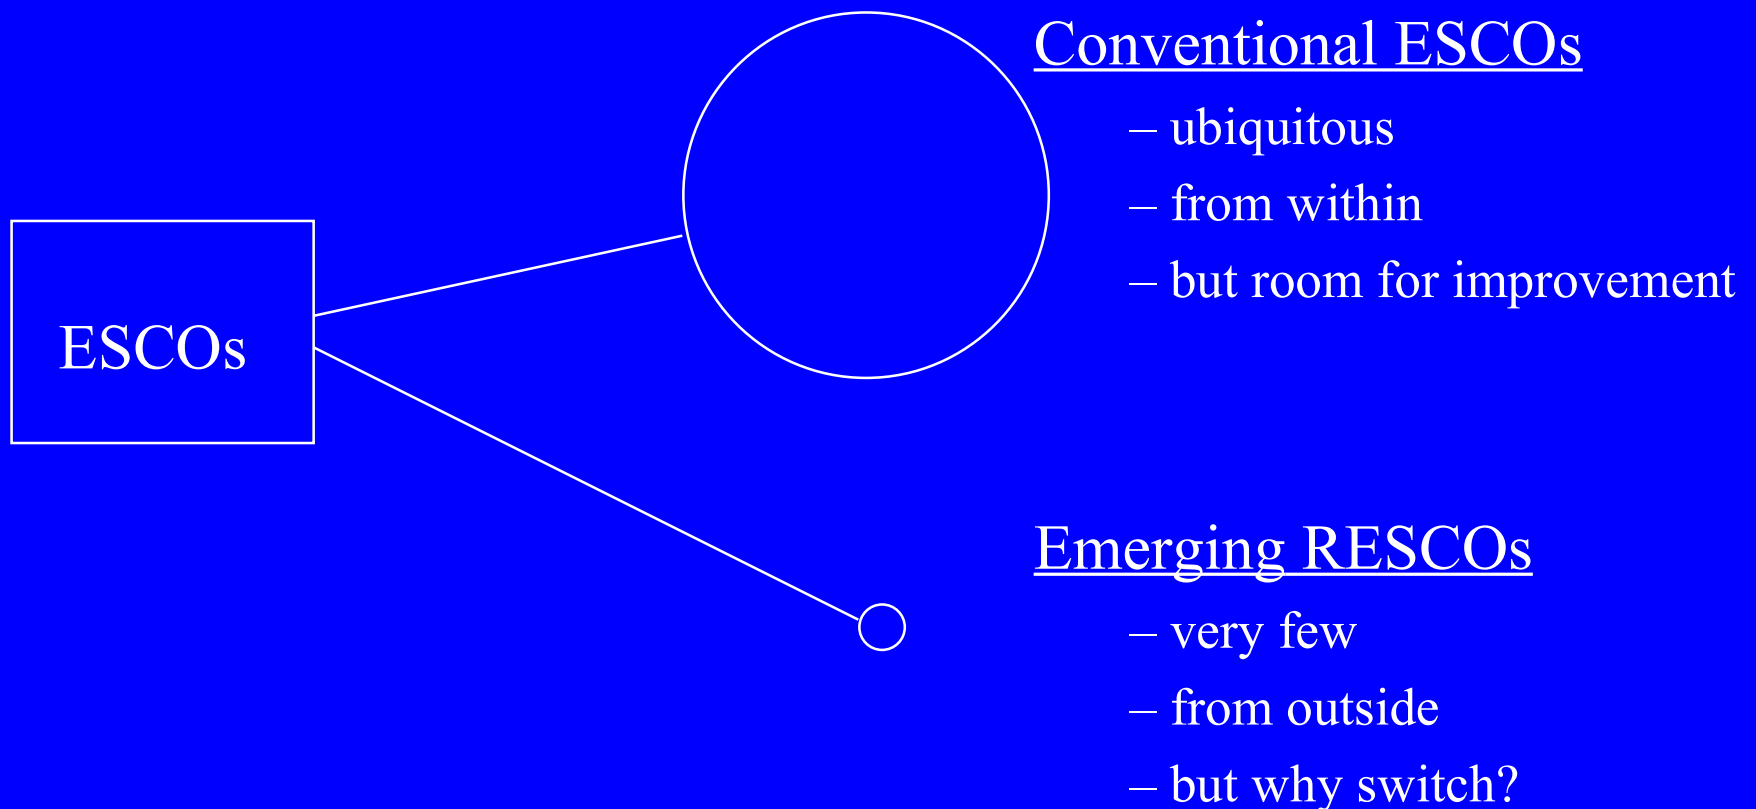 Conventional ESCOs
– ubiquitous
– from within
– but room for improvement
ESCOs
Emerging RESCOs
– very few
– from outside
– but why switch?